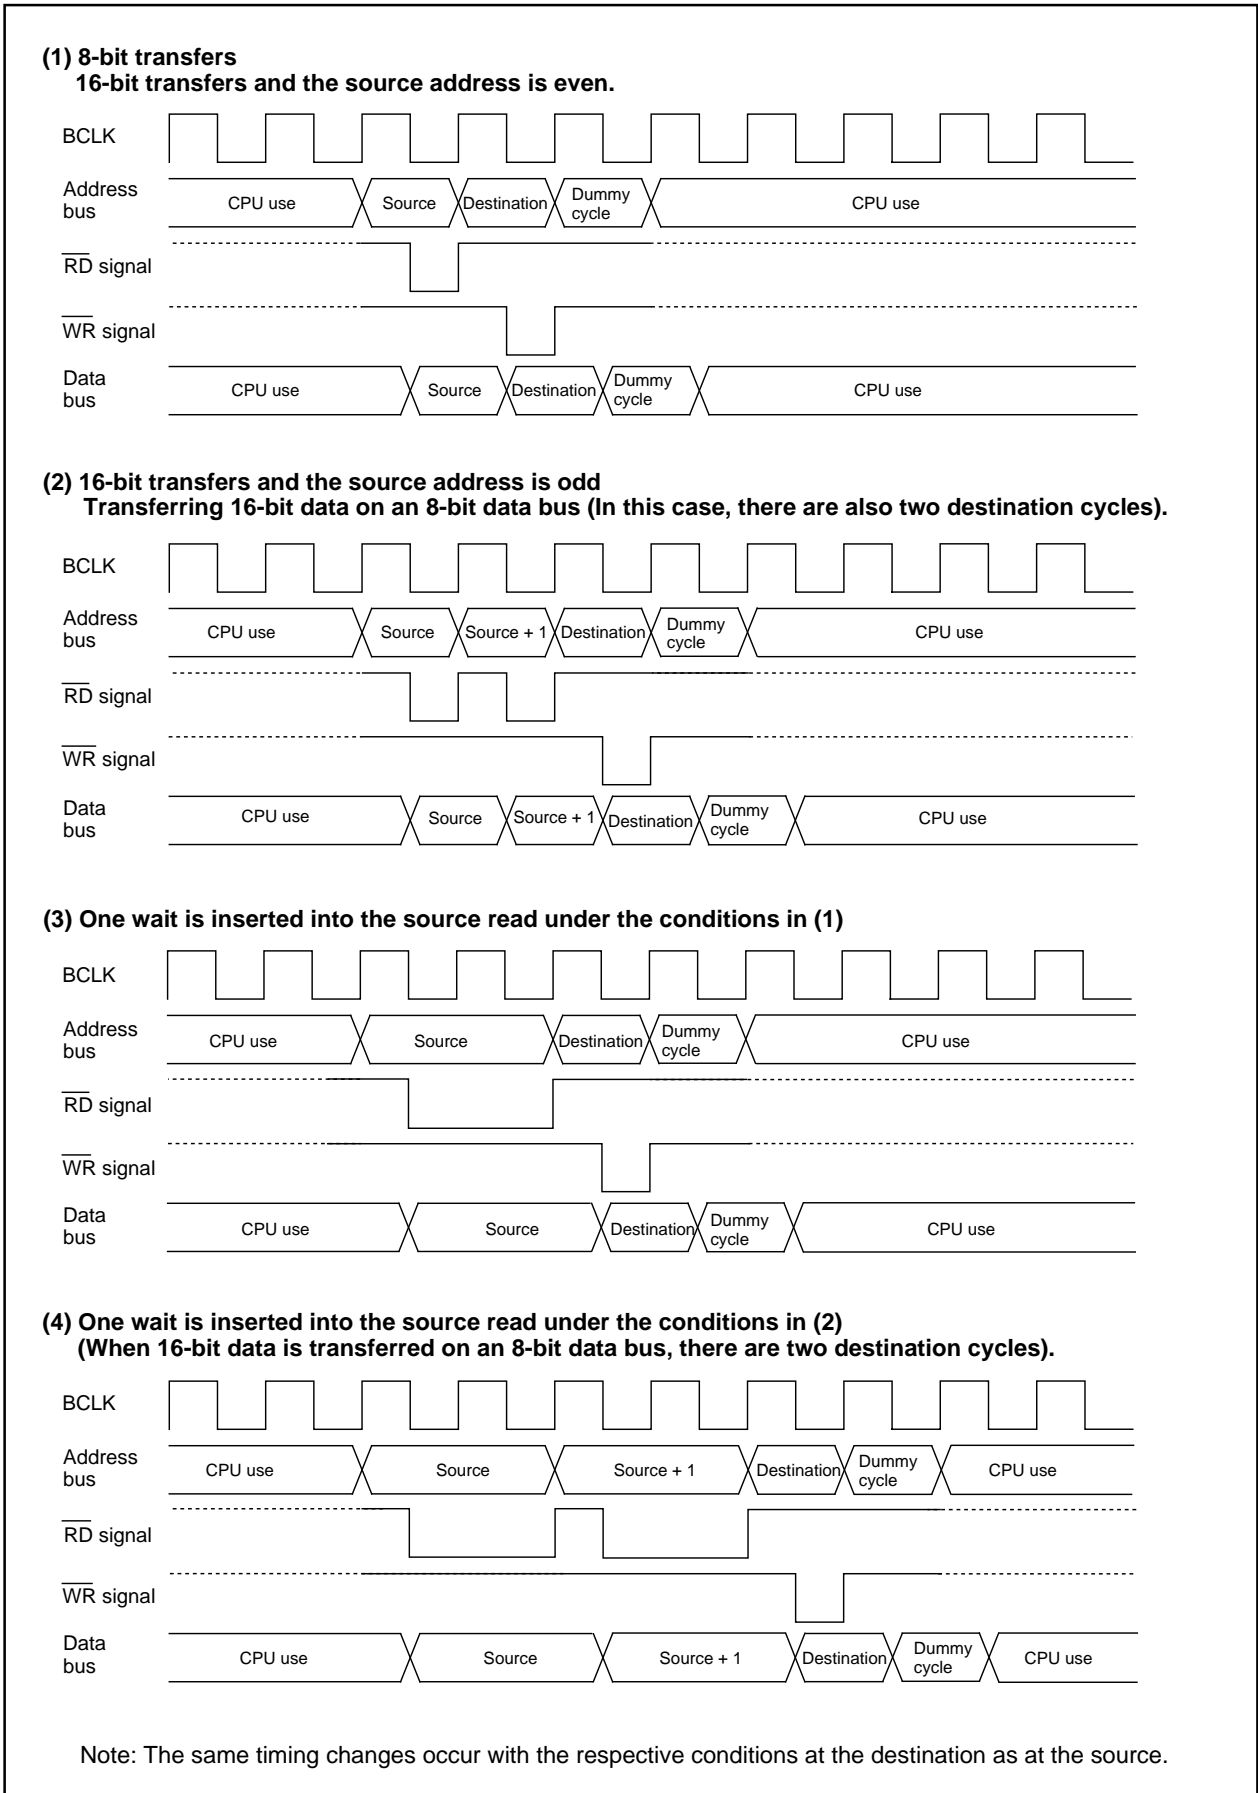 (1) 8-bit transfers
16-bit transfers and the source address is even.
BCLK
Address
bus
CPU use
Source
Destination
Dummy
cycle
CPU use
RD signal
WR signal
Data
bus
CPU use
Source
Destination
Dummy
cycle
CPU use
(2) 16-bit transfers and the source address is odd
Transferring 16-bit data on an 8-bit data bus (In this case, there are also two destination cycles).
BCLK
Address
bus
CPU use
Source
Source + 1
Destination
Dummy
cycle
CPU use
RD signal
WR signal
Data
bus
CPU use
Source
Source + 1
Destination
Dummy
cycle
CPU use
(3) One wait is inserted into the source read under the conditions in (1)
BCLK
Address
bus
CPU use
Source
Destination
Dummy
cycle
CPU use
RD signal
WR signal
Data
bus
CPU use
Source
Destination
Dummy
cycle
CPU use
(4) One wait is inserted into the source read under the conditions in (2)
(When 16-bit data is transferred on an 8-bit data bus, there are two destination cycles).
BCLK
Address
bus
CPU use
Source
Source + 1
Destination
Dummy
cycle
CPU use
RD signal
WR signal
Data
bus
CPU use
Source
Source + 1
Destination
Dummy
cycle
CPU use
Note: The same timing changes occur with the respective conditions at the destination as at the source.